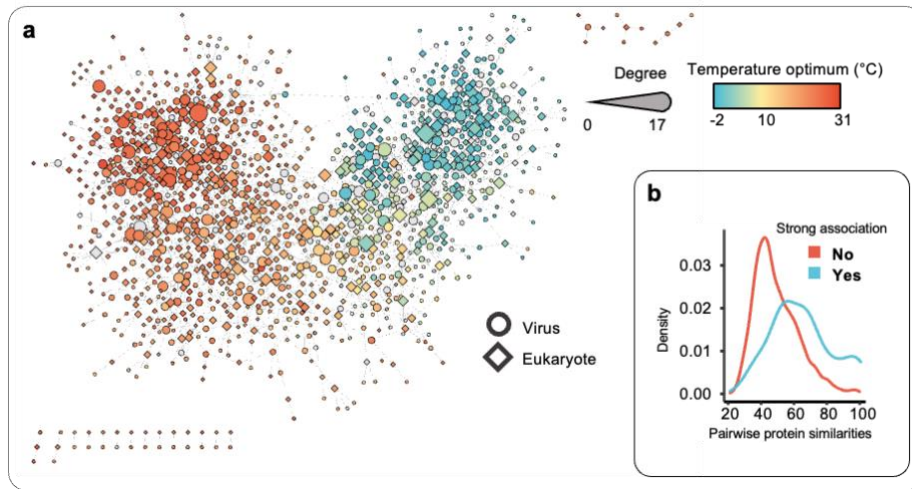 a
Degree
0 17
Temperature optimum (°C)
-2 10 31
Virus
Eukaryote
b
Strong association
No
Yes
Density
0.03
0.02
0.01
0.00
20 40 60 80 100
Pairwise protein similarities